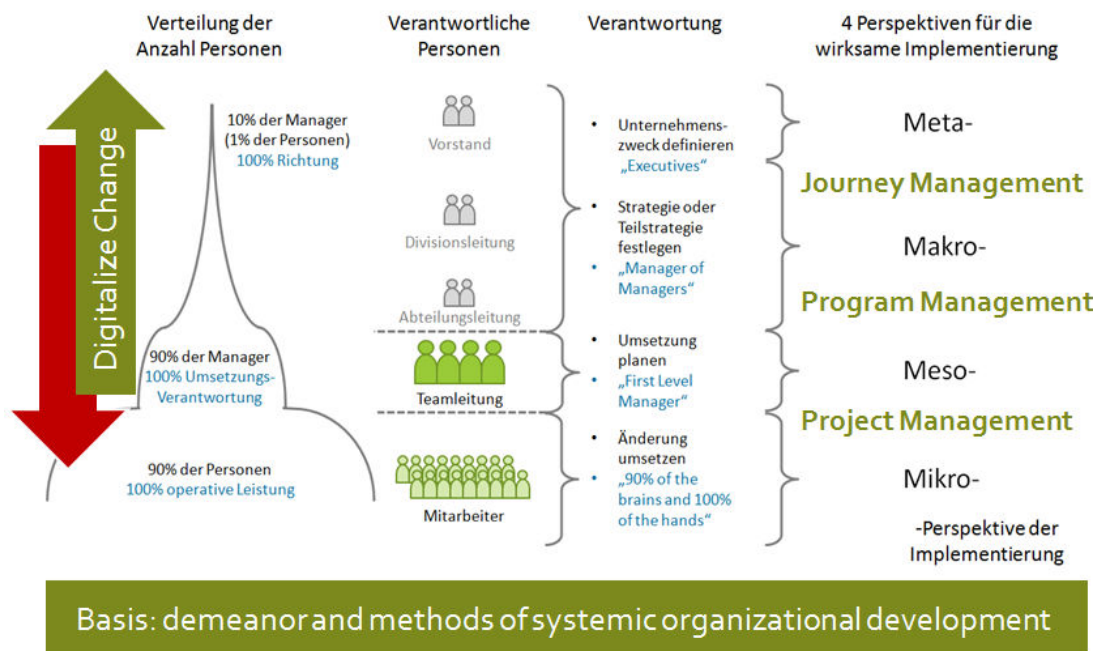 Verteilung der
Anzahl Personen
Verantwortliche
Personen
Verantwortung
4 Perspektiven für die
wirksame Implementierung
Digitalize Change
10% der Manager
(1% der Personen)
100% Richtung
90% der Manager
100% Umsetzungs-
Verantwortung
90% der Personen
100% operative Leistung
Vorstand
Divisionsleitung
Abteilungsleitung
Teamleitung
Mitarbeiter
• Unternehmens-
zweck definieren
„Executives“
• Strategie oder
Teilstrategie
festlegen
• „Manager of
Managers“
• Umsetzung
planen
• „First Level
Manager“
• Änderung
umsetzen
• „90% of the
brains and 100%
of the hands“
Meta-
Journey Management
Makro-
Program Management
Meso-
Project Management
Mikro-
-Perspektive der
Implementierung
Basis: demeanor and methods of systemic organizational development